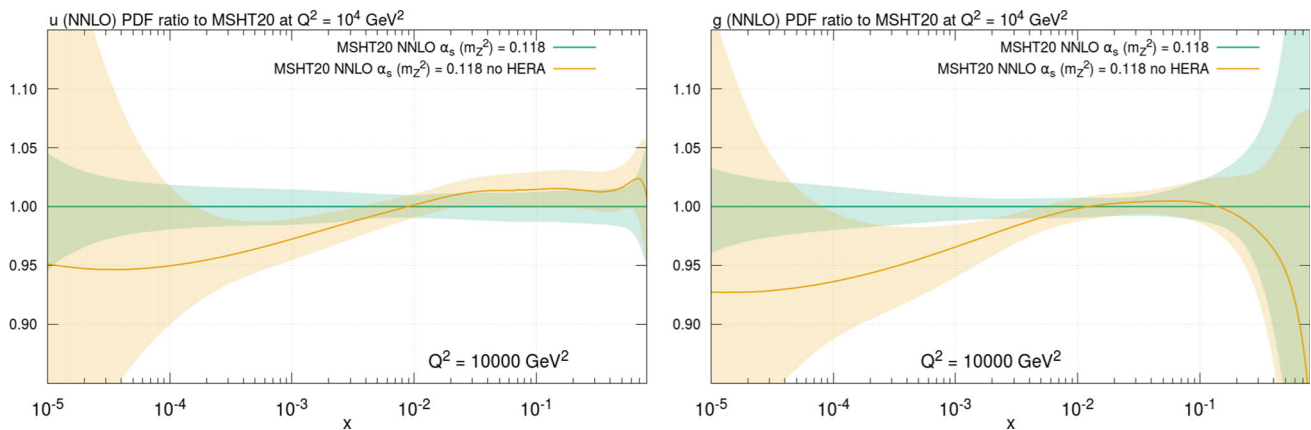 u (NNLO) PDF ratio to MSHT20 at Q² = 10⁴ GeV²
MSHT20 NNLO αₛ (m_Z²) = 0.118
MSHT20 NNLO αₛ (m_Z²) = 0.118 no HERA
1.10
1.05
1.00
0.95
0.90
Q² = 10000 GeV²
10⁻⁵ 10⁻⁴ 10⁻³ 10⁻² 10⁻¹
x
g (NNLO) PDF ratio to MSHT20 at Q² = 10⁴ GeV²
MSHT20 NNLO αₛ (m_Z²) = 0.118
MSHT20 NNLO αₛ (m_Z²) = 0.118 no HERA
1.10
1.05
1.00
0.95
0.90
Q² = 10000 GeV²
10⁻⁵ 10⁻⁴ 10⁻³ 10⁻² 10⁻¹
x